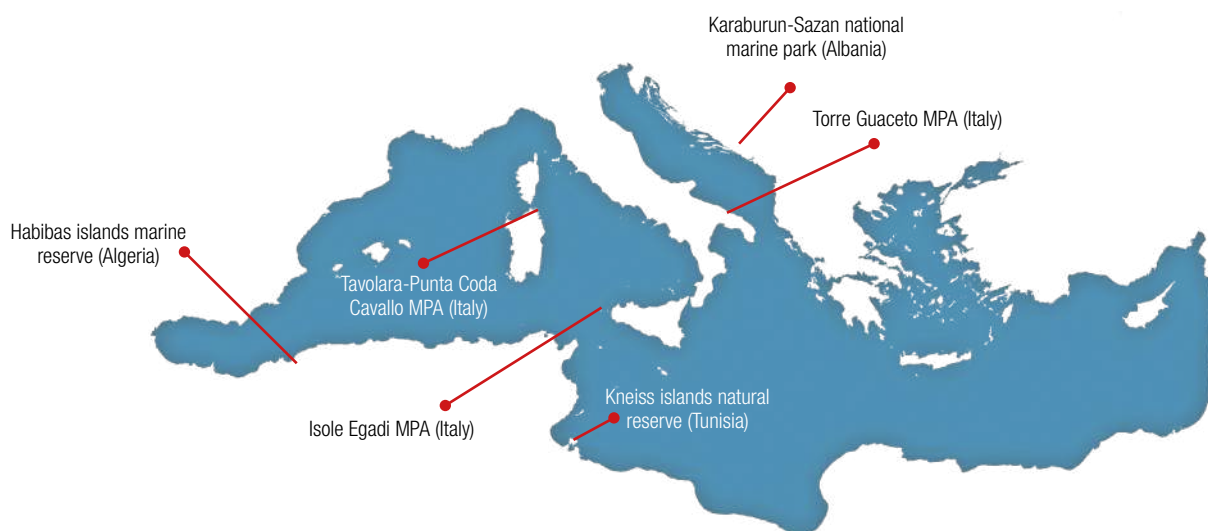 Karaburun-Sazan national
marine park (Albania)
Torre Guaceto MPA (Italy)
Habibas islands marine
reserve (Algeria)
Tavolara-Punta Coda
Cavallo MPA (Italy)
Kneiss islands natural
reserve (Tunisia)
Isole Egadi MPA (Italy)